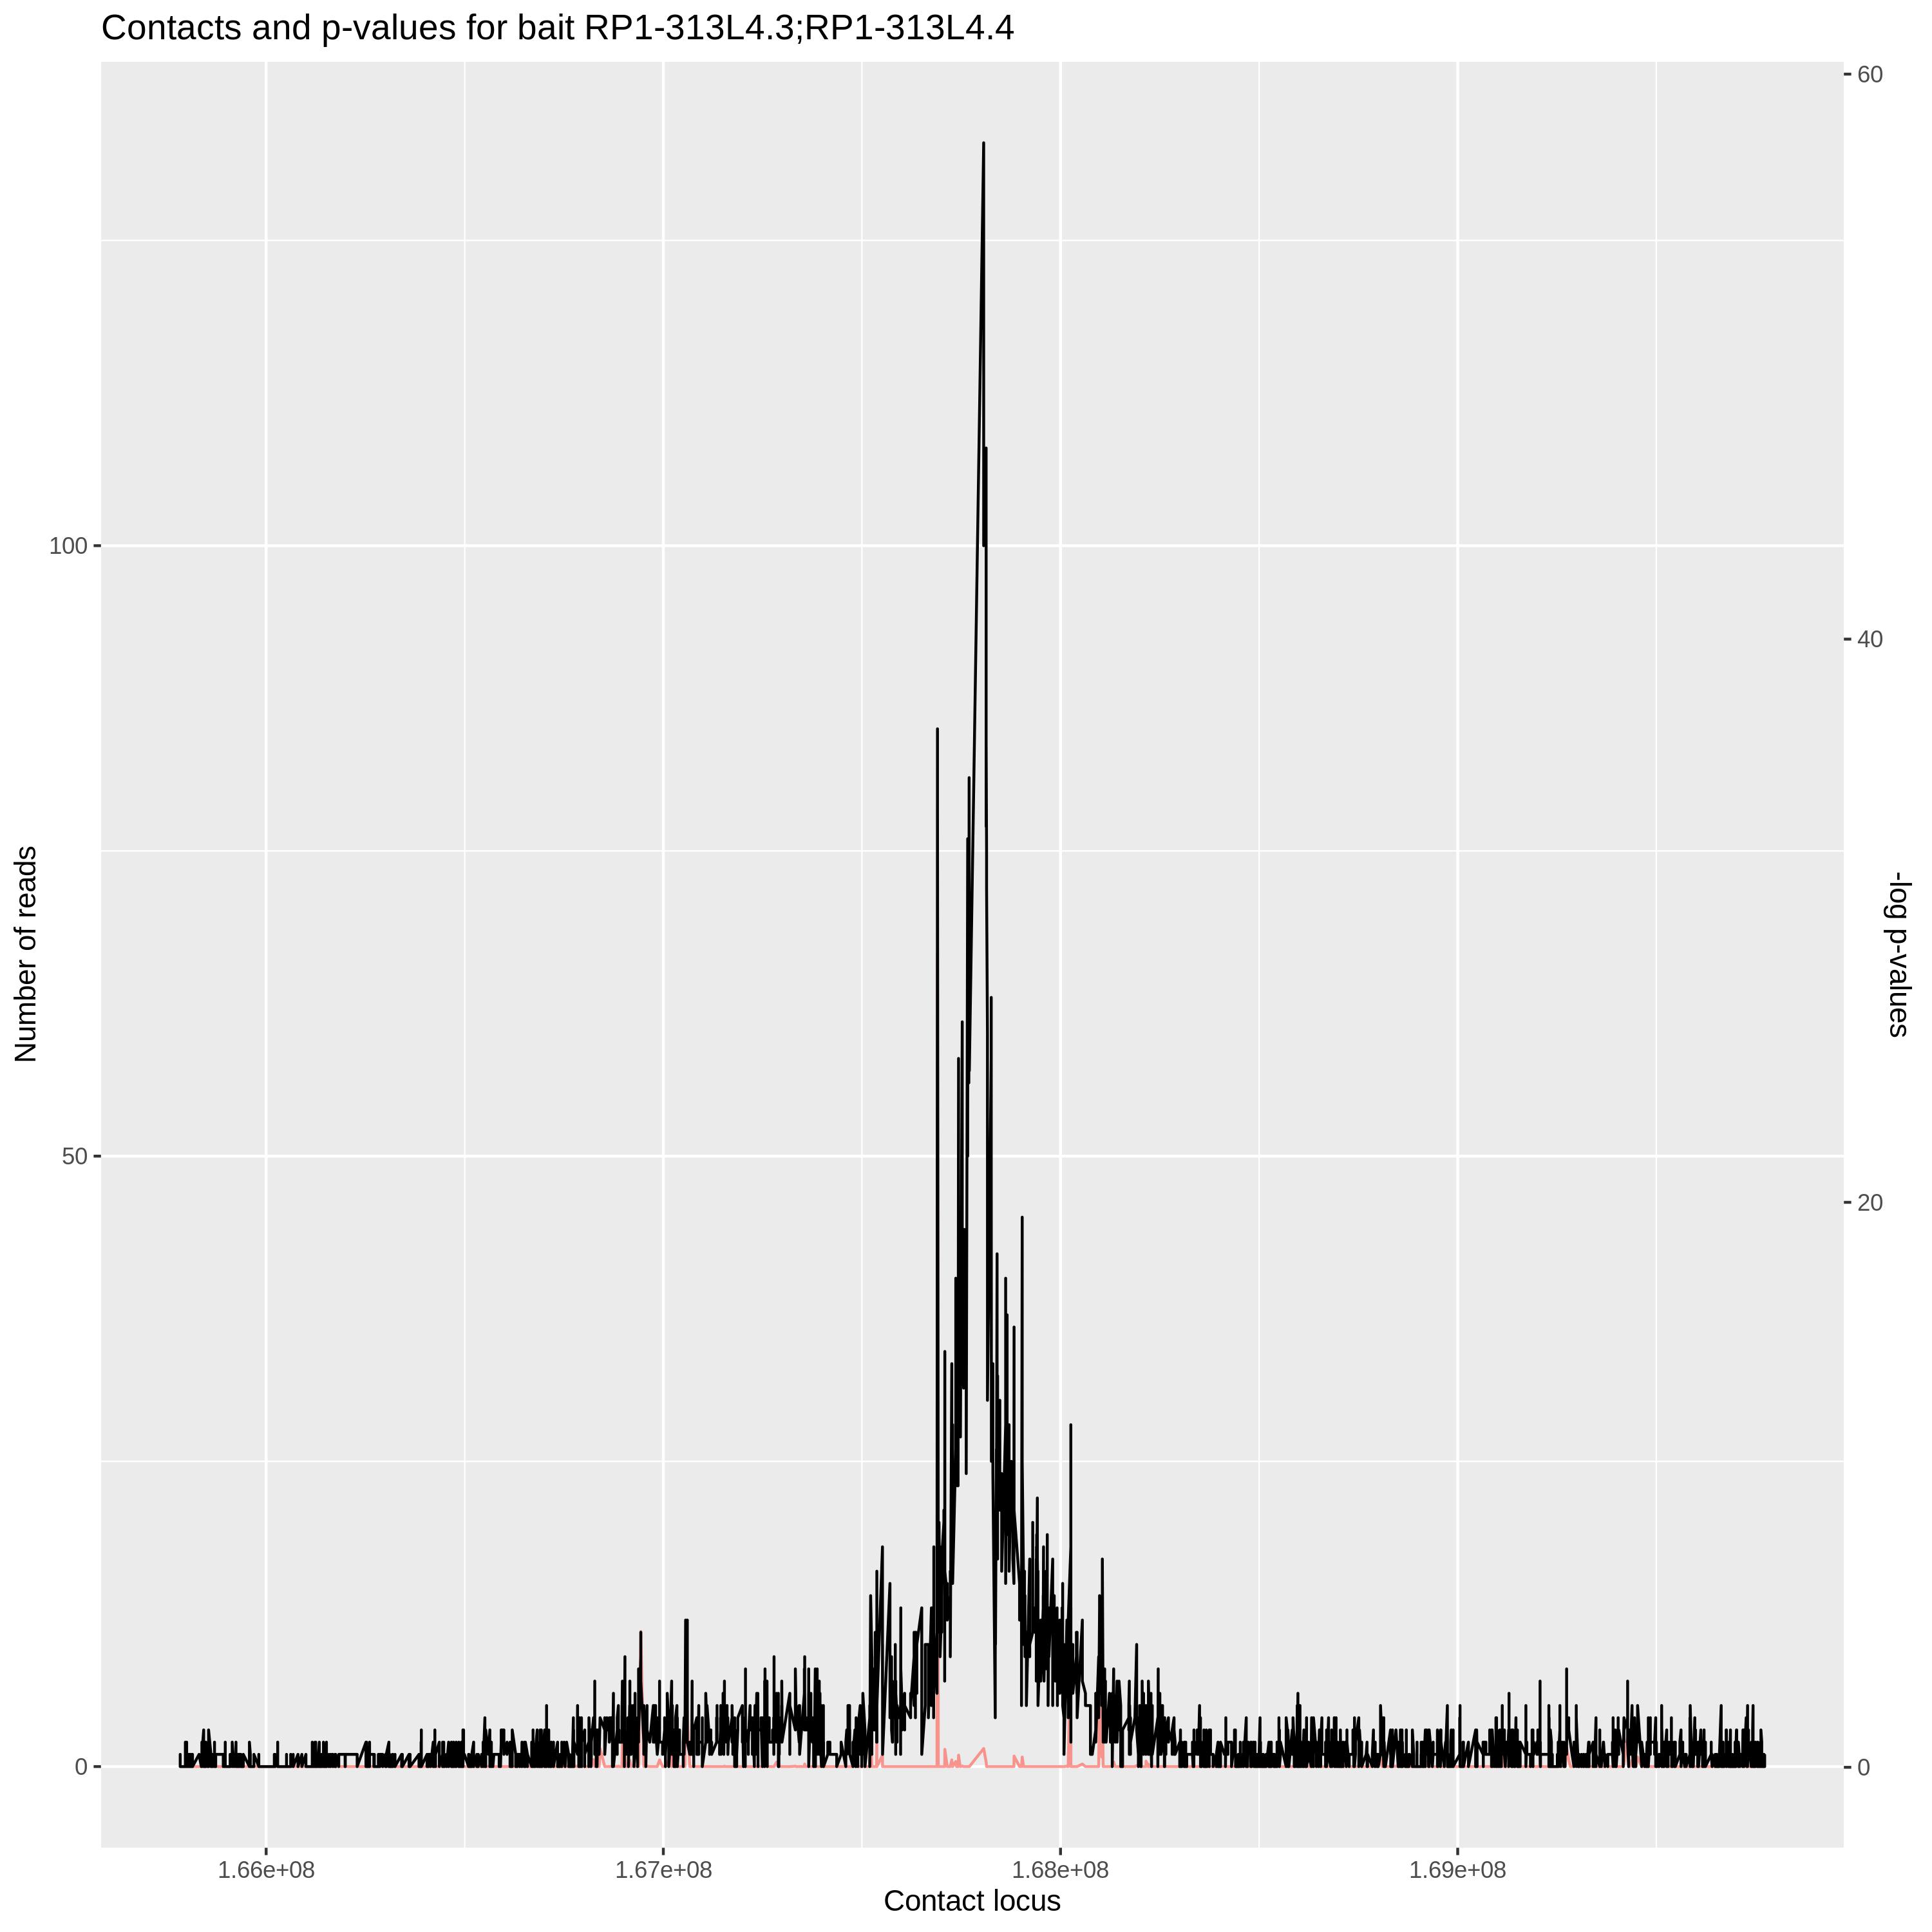 Contacts and p-values for bait RP1-313L4.3;RP1-313L4.4
60
100
40
Number of reads
-log p-values
50
20
0
0
1.66e+08
1.67e+08
1.68e+08
1.69e+08
Contact locus